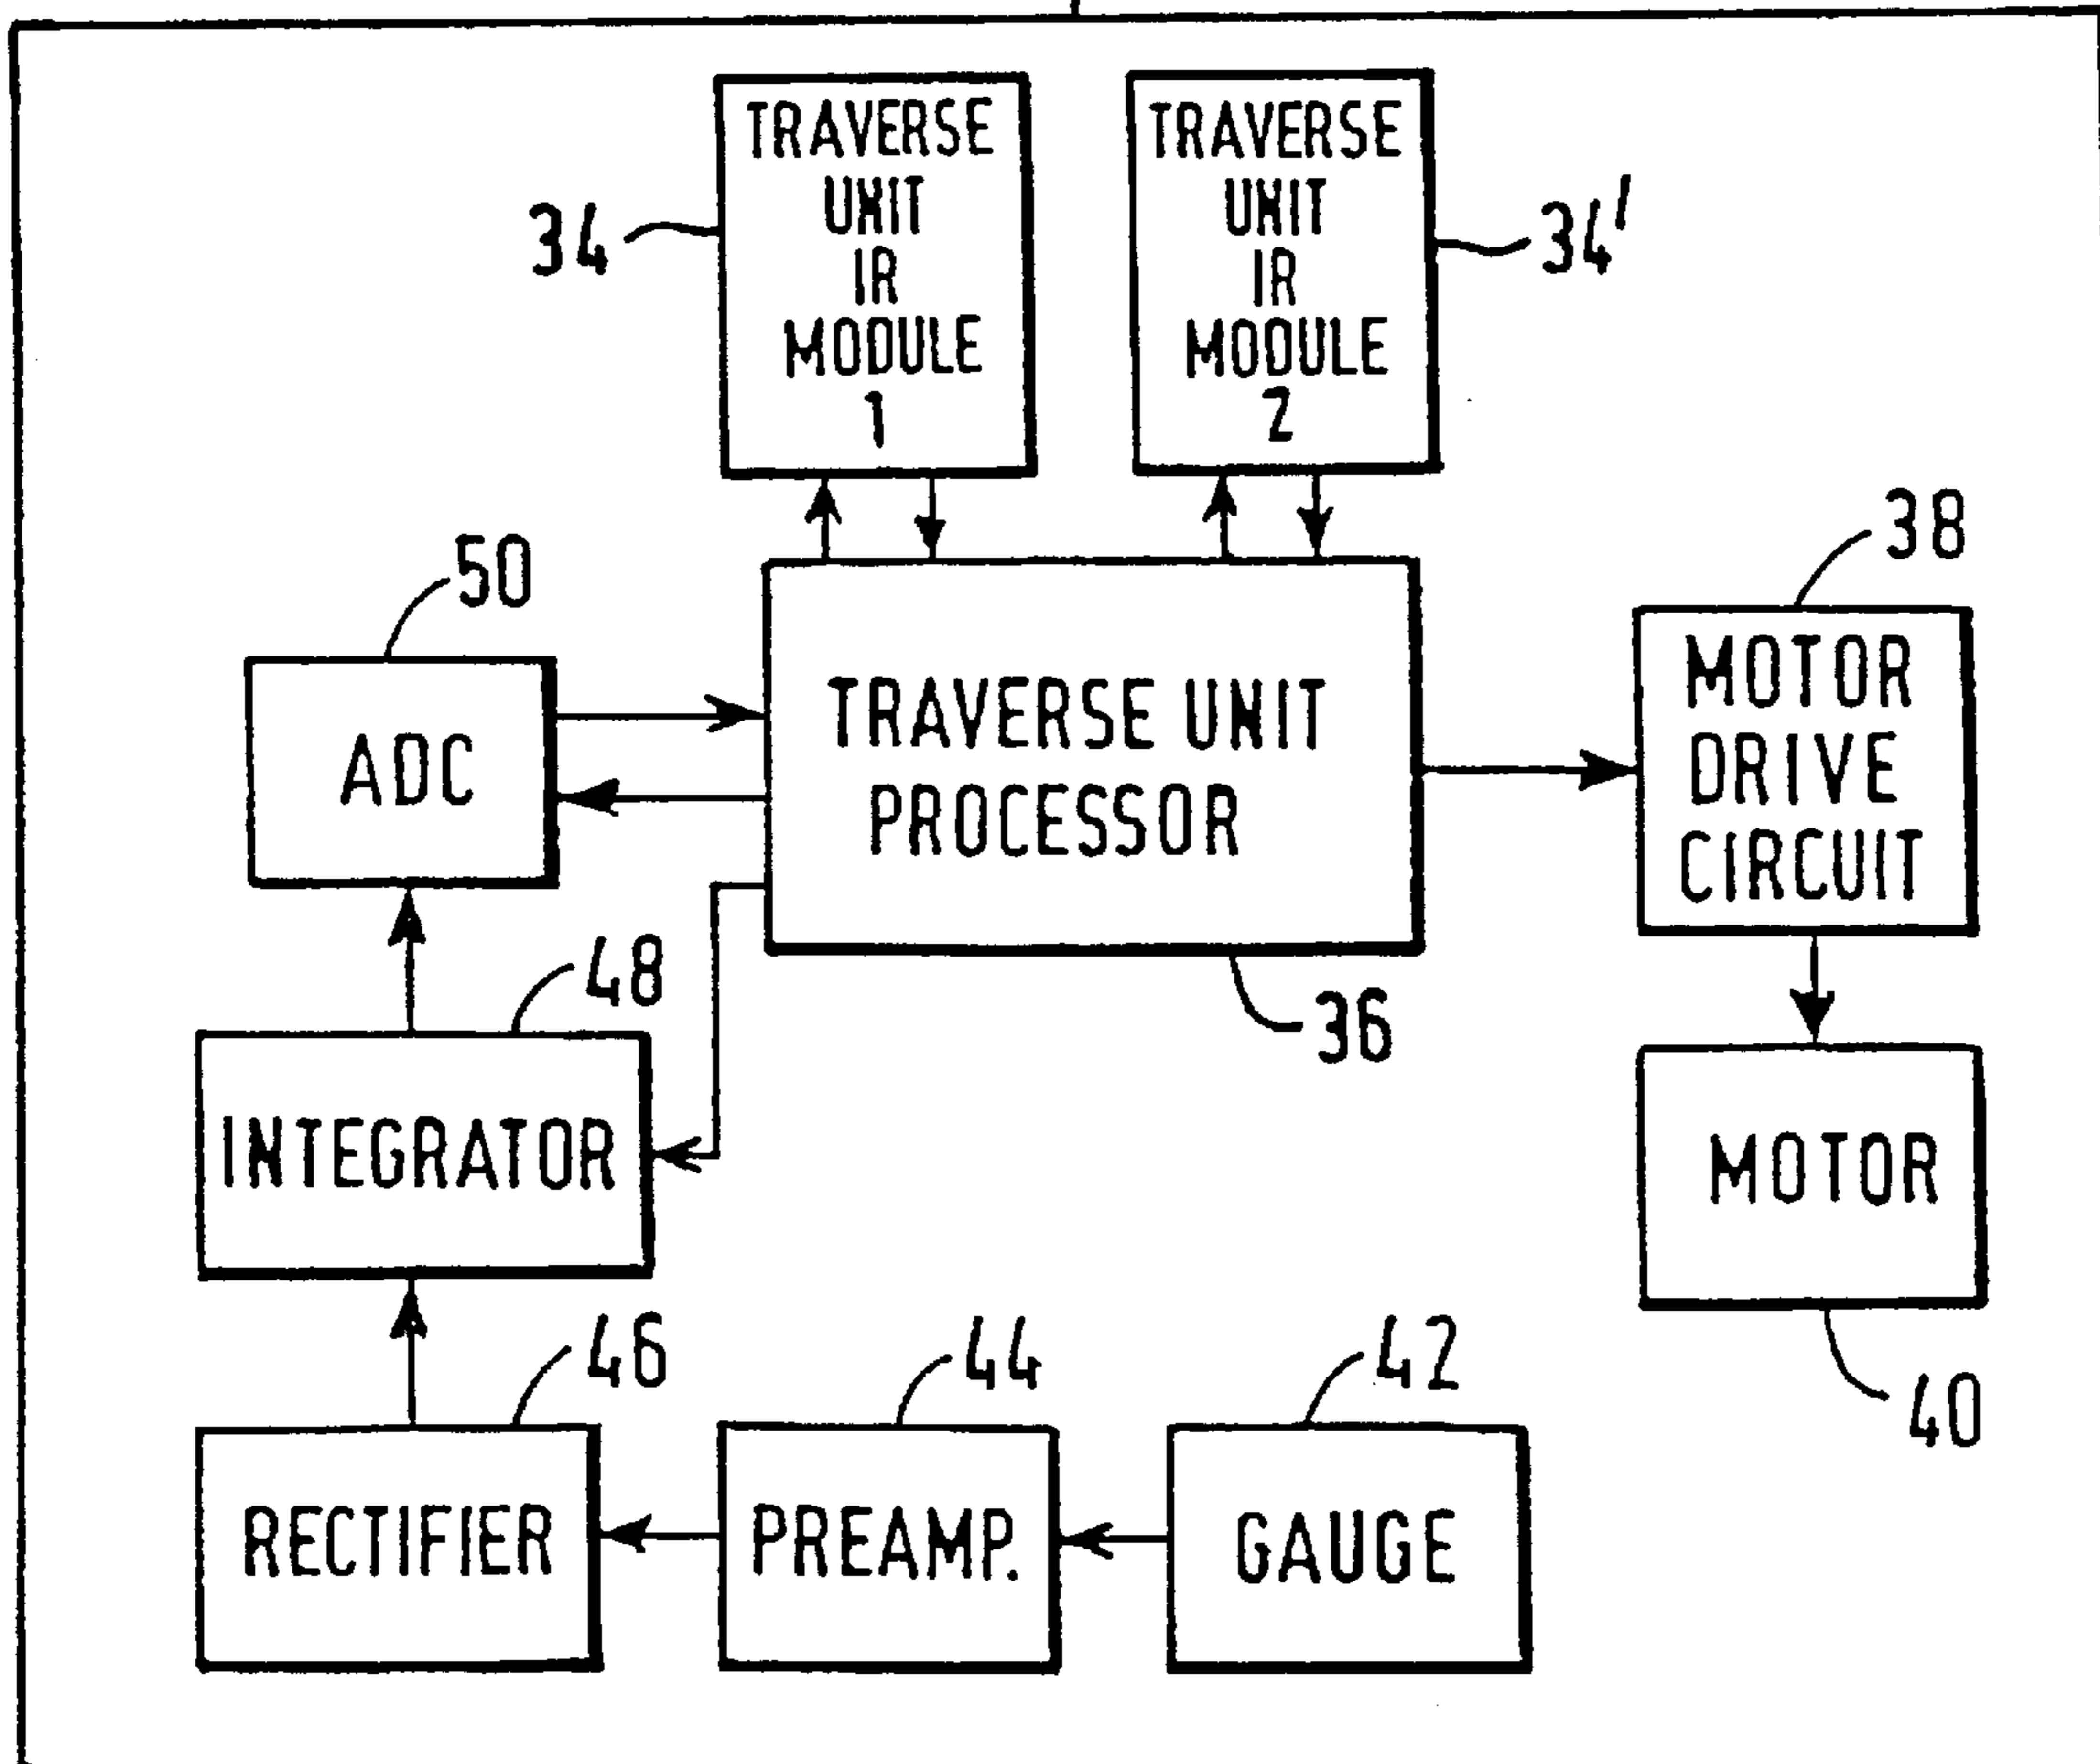 TRAVERSE
UNIT
IR
MODULE
1
34
TRAVERSE
UNIT
IR
MODULE
2
34'
50
ADC
TRAVERSE UNIT
PROCESSOR
36
38
MOTOR
DRIVE
CIRCUIT
48
INTEGRATOR
MOTOR
40
46
RECTIFIER
44
PREAMP.
42
GAUGE